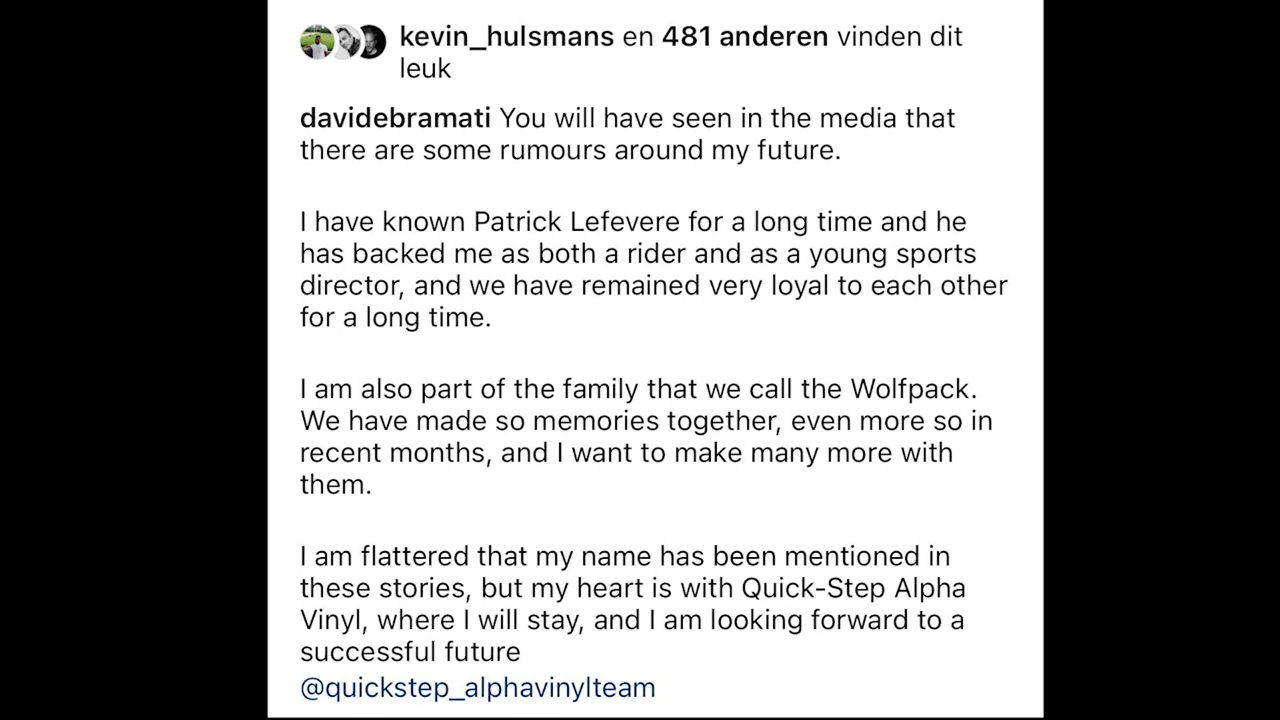 kevin_hulsmans en 481 anderen vinden dit
leuk
davidebramati You will have seen in the media that
there are some rumours around my future.
I have known Patrick Lefevere for a long time and he
has backed me as both a rider and as a young sports
director, and we have remained very loyal to each other
for a long time.
I am also part of the family that we call the Wolfpack.
We have made so memories together, even more so in
recent months, and I want to make many more with
them.
I am flattered that my name has been mentioned in
these stories, but my heart is with Quick-Step Alpha
Vinyl, where I will stay, and I am looking forward to a
successful future
@quickstep_alphavinylteam